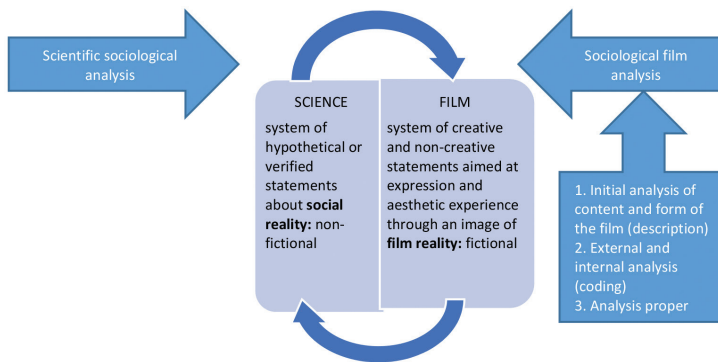 Scientific sociological
analysis
SCIENCE
system of
hypothetical or
verified
statements
about social
reality: non-
fictional
FILM
system of creative
and non-creative
statements aimed at
expression and
aesthetic experience
through an image of
film reality: fictional
Sociological film
analysis
1. Initial analysis of
content and form of
the film (description)
2. External and
internal analysis
(coding)
3. Analysis proper